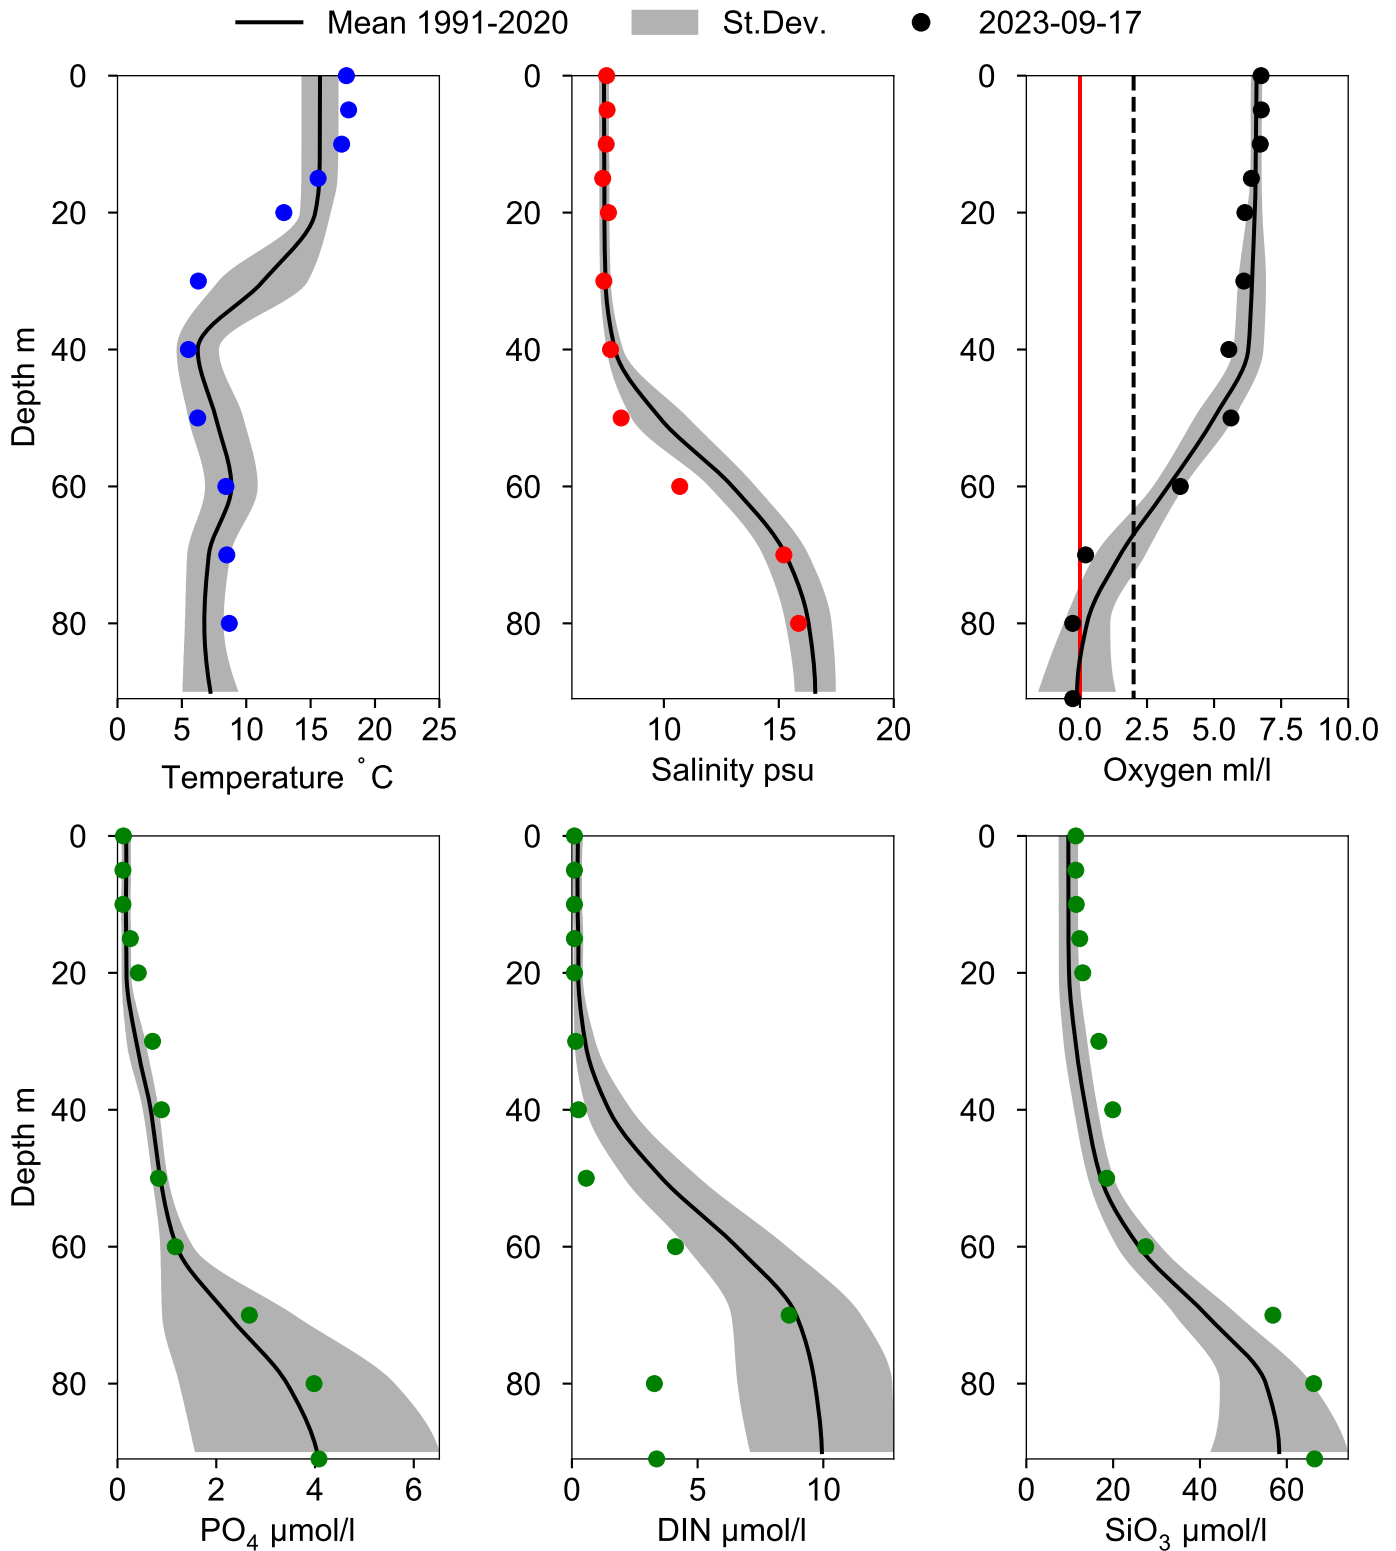 Mean 1991-2020 St.Dev. 2023-09-17
0 0 0
20 20 20
40 40 40
60 60 60
80 80 80
Depth m
0 5 10 15 20 25 10 15 20 0.0 2.5 5.0 7.5 10.0
Temperature °C Salinity psu Oxygen ml/l
0 0 0
20 20 20
40 40 40
60 60 60
80 80 80
Depth m
0 2 4 6 0 5 10 0 20 40 60
PO₄ µmol/l DIN µmol/l SiO₃ µmol/l